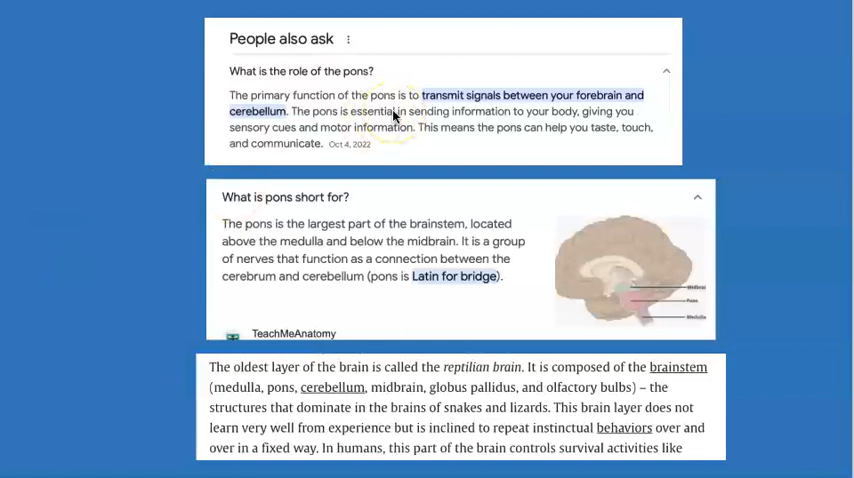 People also ask
What is the role of the pons?
The primary function of the pons is to transmit signals between your forebrain and
cerebellum. The pons is essential in sending information to your body, giving you
sensory cues and motor information. This means the pons can help you taste, touch,
and communicate. Oct 4, 2022
What is pons short for?
The pons is the largest part of the brainstem, located
above the medulla and below the midbrain. It is a group
of nerves that function as a connection between the
cerebrum and cerebellum (pons is Latin for bridge).
Midbrain
Pons
Medulla
TeachMeAnatomy
The oldest layer of the brain is called the reptilian brain. It is composed of the brainstem
(medulla, pons, cerebellum, midbrain, globus pallidus, and olfactory bulbs) – the
structures that dominate in the brains of snakes and lizards. This brain layer does not
learn very well from experience but is inclined to repeat instinctual behaviors over and
over in a fixed way. In humans, this part of the brain controls survival activities like